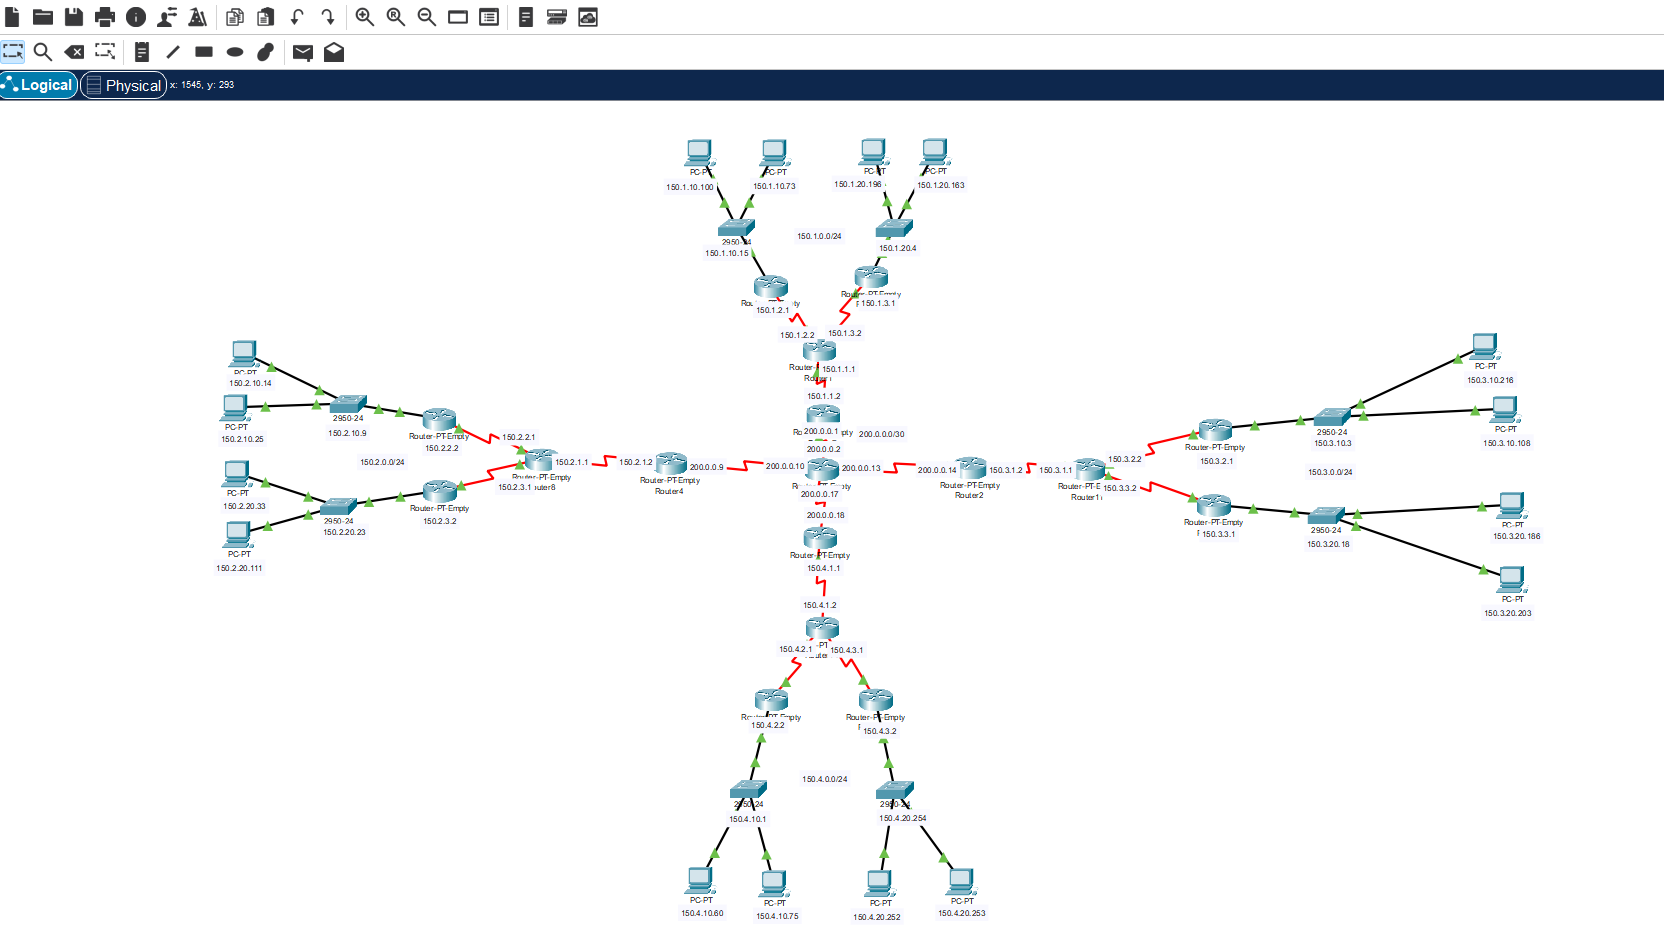 Logical
Physical
x: 1545, y: 293
PC-PT
150.1.10.100
PC-PT
150.1.10.73
PC-PT
150.1.20.196
PC-PT
150.1.20.163
2950-24
150.1.10.15
150.1.0.0/24
150.1.20.4
150.1.2.1
Router-PT-Empty
150.1.3.1
150.1.2.2
150.1.3.2
150.1.1.1
150.1.1.2
200.0.0.1
200.0.0.0/30
200.0.0.2
PC-PT
150.2.10.14
PC-PT
150.2.10.25
2950-24
150.2.10.9
Router-PT-Empty
150.2.2.2
150.2.2.1
150.2.0.0/24
PC-PT
150.2.20.33
PC-PT
150.2.20.111
2950-24
150.2.20.23
Router-PT-Empty
150.2.3.2
150.2.3.1
Router-PT-Empty
150.2.1.1
150.2.1.2
Router-PT-Empty
Router4
200.0.0.9
200.0.0.10
200.0.0.13
200.0.0.14
Router-PT-Empty
Router2
150.3.1.2
150.3.1.1
150.3.2.2
150.3.3.2
Router-PT-Empty
150.3.2.1
2950-24
150.3.10.3
PC-PT
150.3.10.216
PC-PT
150.3.10.108
150.3.0.0/24
Router-PT-Empty
150.3.3.1
2950-24
150.3.20.18
PC-PT
150.3.20.186
PC-PT
150.3.20.203
200.0.0.17
200.0.0.18
Router-PT-Empty
150.4.1.1
150.4.1.2
150.4.2.1
150.4.3.1
Router-PT-Empty
150.4.2.2
Router-PT-Empty
150.4.3.2
150.4.0.0/24
2950-24
150.4.10.1
2950-24
150.4.20.254
PC-PT
150.4.10.60
PC-PT
150.4.10.75
PC-PT
150.4.20.252
PC-PT
150.4.20.253